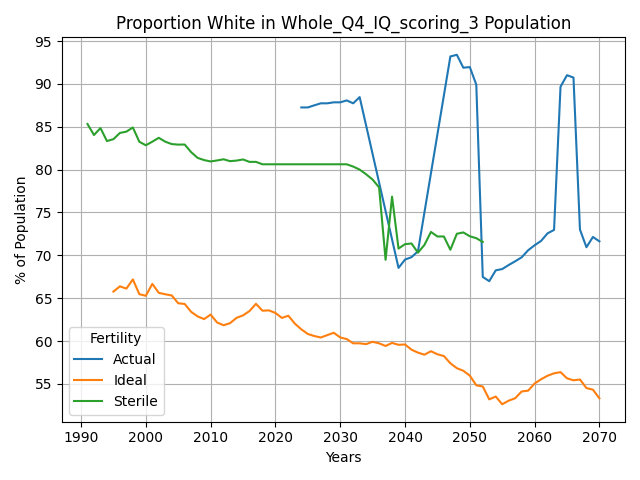 Proportion White in Whole_Q4_IQ_scoring_3 Population
% of Population
95
90
85
80
75
70
65
60
55
Fertility
Actual
Ideal
Sterile
1990
2000
2010
2020
2030
2040
2050
2060
2070
Years